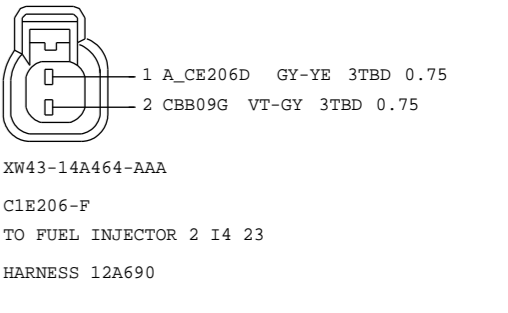 1 A_CE206D GY-YE 3TBD 0.75
2 CBB09G VT-GY 3TBD 0.75
XW43-14A464-AAA
C1E206-F
TO FUEL INJECTOR 2 I4 23
HARNESS 12A690